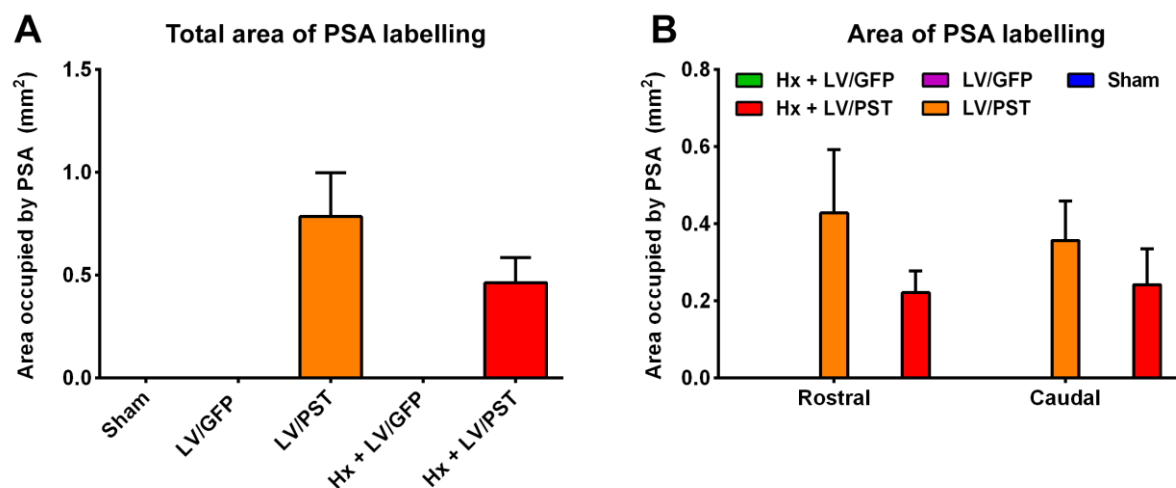 A
Total area of PSA labelling
Area occupied by PSA (mm²)
1.5
1.0
0.5
0.0
Sham
LV/GFP
LV/PST
Hx + LV/GFP
Hx + LV/PST
B
Area of PSA labelling
Area occupied by PSA (mm²)
0.8
0.6
0.4
0.2
0.0
Hx + LV/GFP LV/GFP Sham
Hx + LV/PST LV/PST
Rostral Caudal